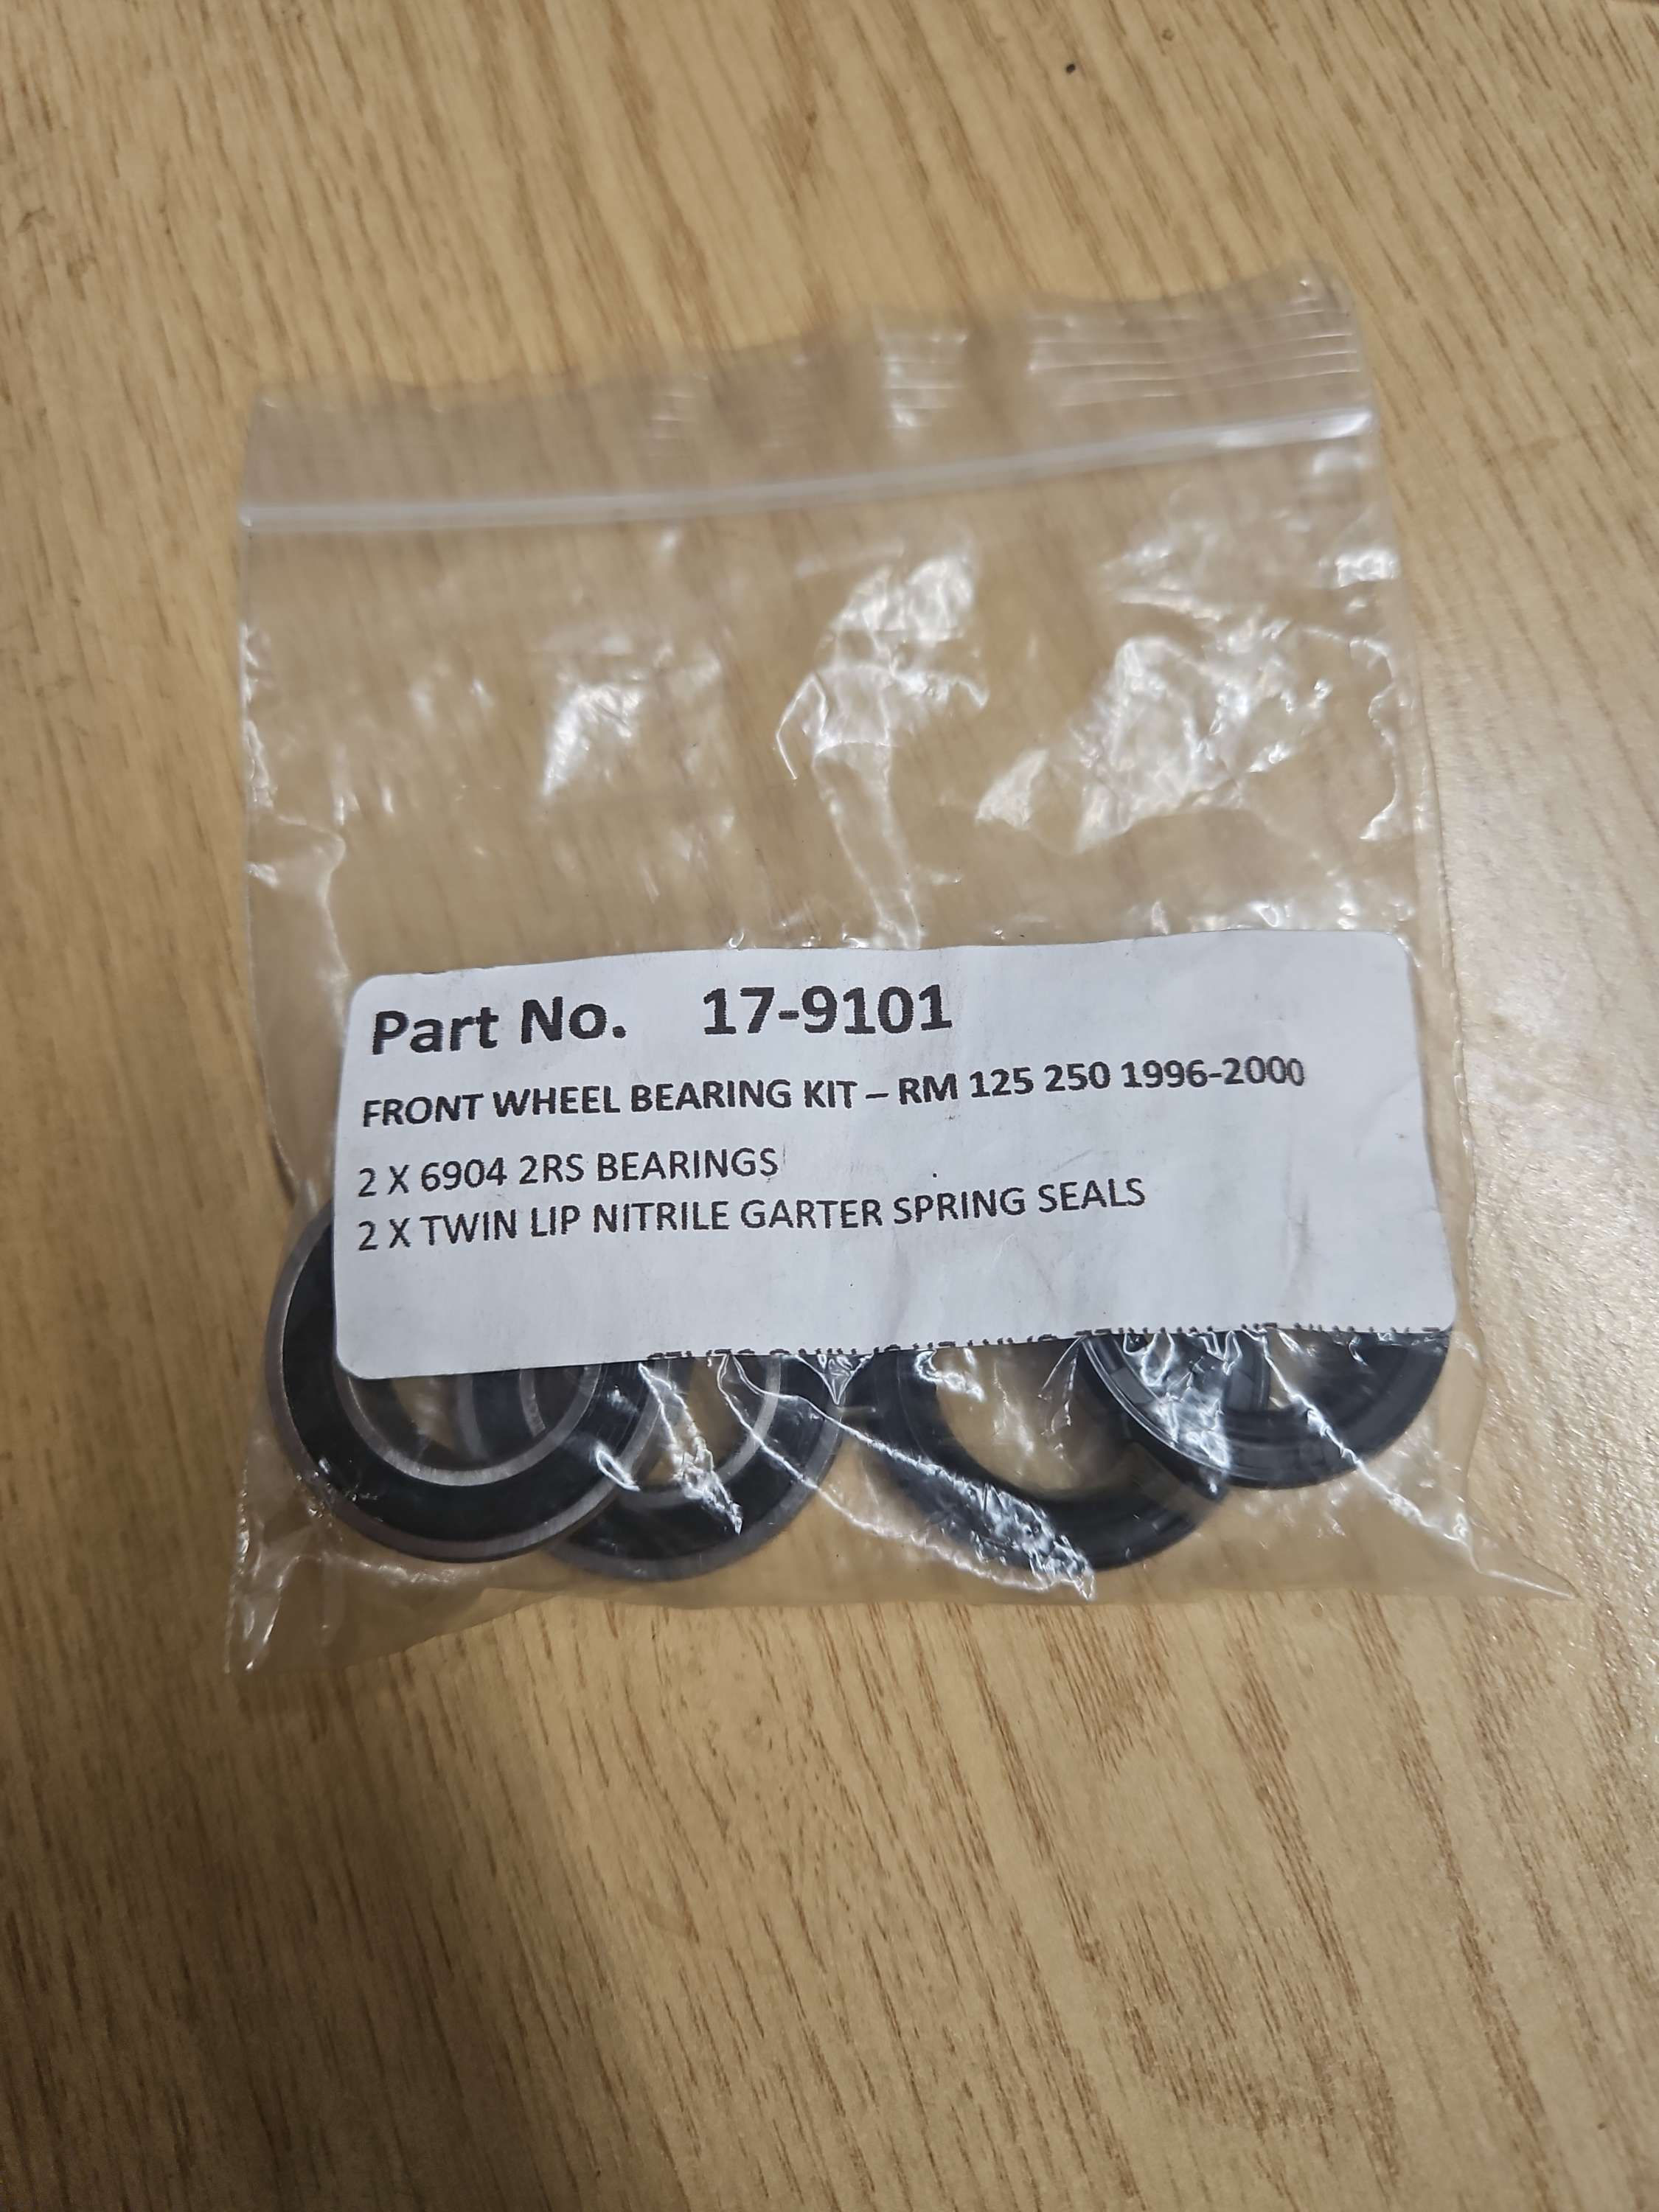 Part No. 17-9101
FRONT WHEEL BEARING KIT – RM 125 250 1996-2000
2 X 6904 2RS BEARINGS
2 X TWIN LIP NITRILE GARTER SPRING SEALS